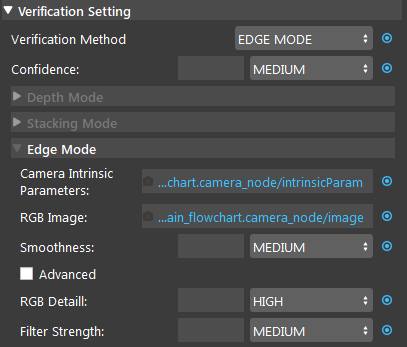 Verification Setting
Verification Method EDGE MODE
Confidence: MEDIUM
Depth Mode
Stacking Mode
Edge Mode
Camera Intrinsic
Parameters: ...chart.camera_node/intrinsicParam
RGB Image: ...ain_flowchart.camera_node/image
Smoothness: MEDIUM
Advanced
RGB Detaill: HIGH
Filter Strength: MEDIUM